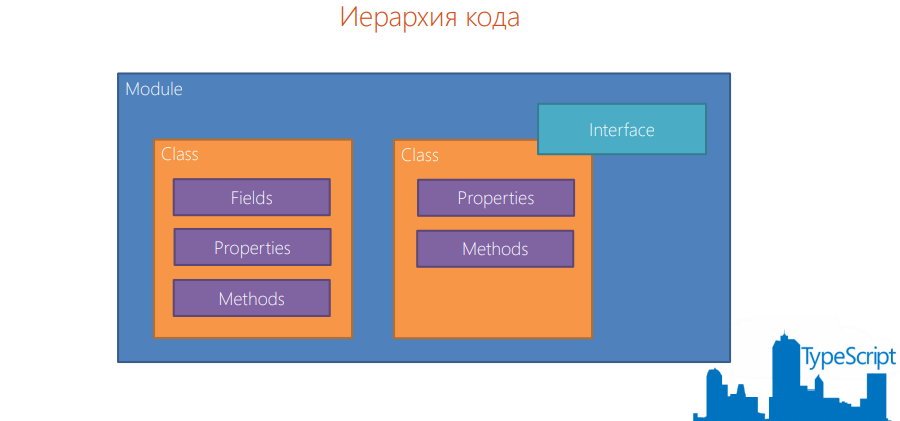 Иерархия кода
Module
Interface
Class
Fields
Properties
Methods
Class
Properties
Methods
TypeScript